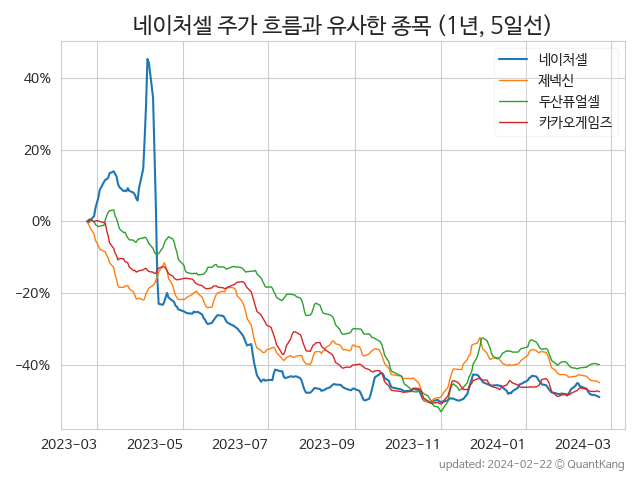 네이처셀 주가 흐름과 유사한 종목 (1년, 5일선)
네이처셀
제넥신
두산퓨얼셀
카카오게임즈
40%
20%
0%
−20%
−40%
2023-03 2023-05 2023-07 2023-09 2023-11 2024-01 2024-03
updated: 2024-02-22 © QuantKang